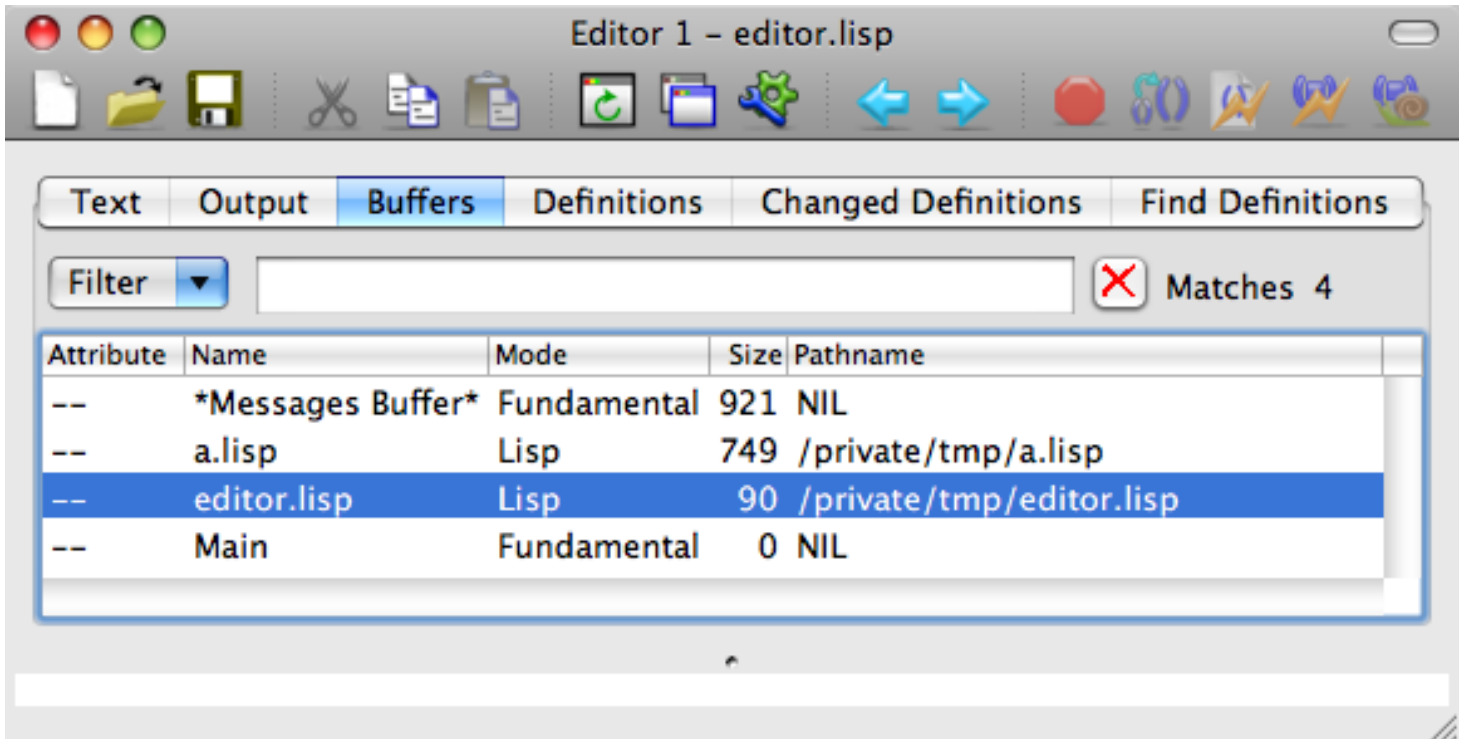 Editor 1 – editor.lisp
Text Output Buffers Definitions Changed Definitions Find Definitions
Filter Matches 4
Attribute Name Mode Size Pathname
-- *Messages Buffer* Fundamental 921 NIL
-- a.lisp Lisp 749 /private/tmp/a.lisp
-- editor.lisp Lisp 90 /private/tmp/editor.lisp
-- Main Fundamental 0 NIL